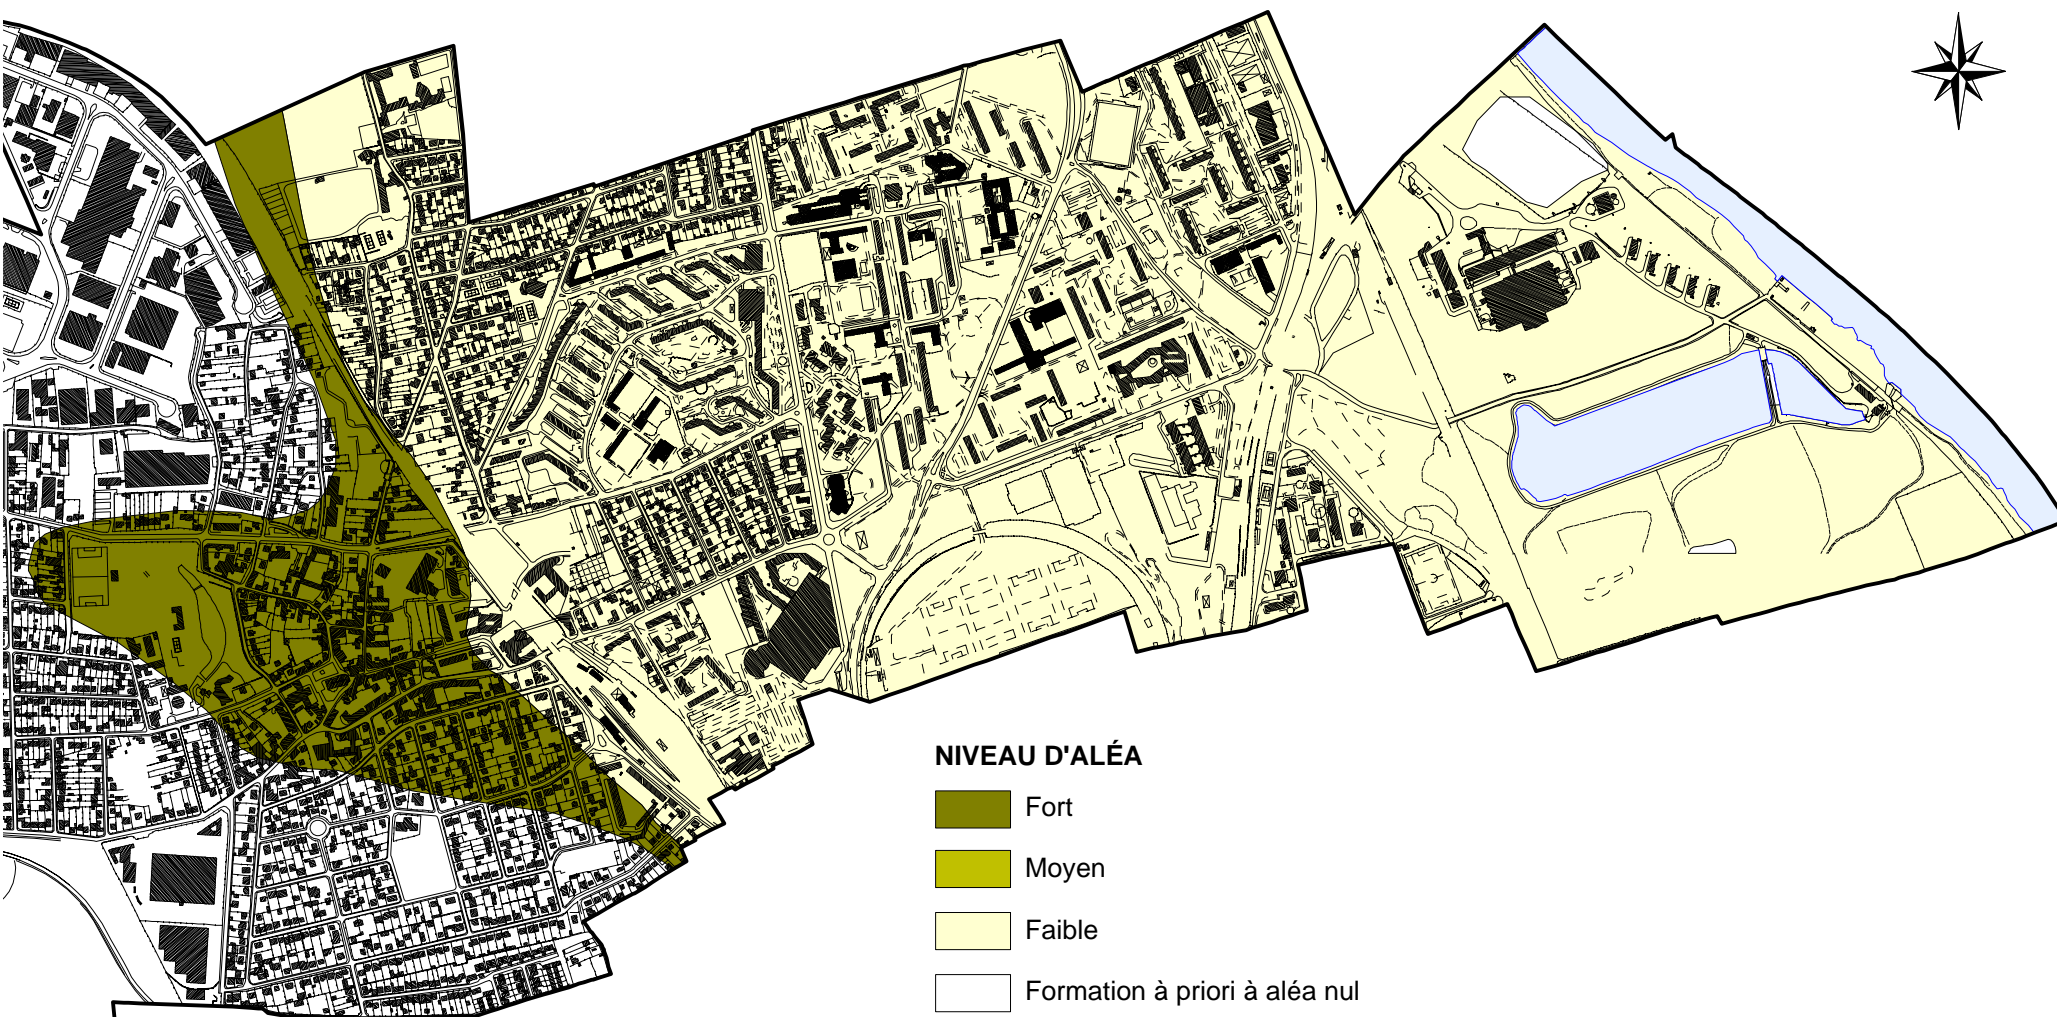 NIVEAU D'ALÉA
Fort
Moyen
Faible
Formation à priori à aléa nul